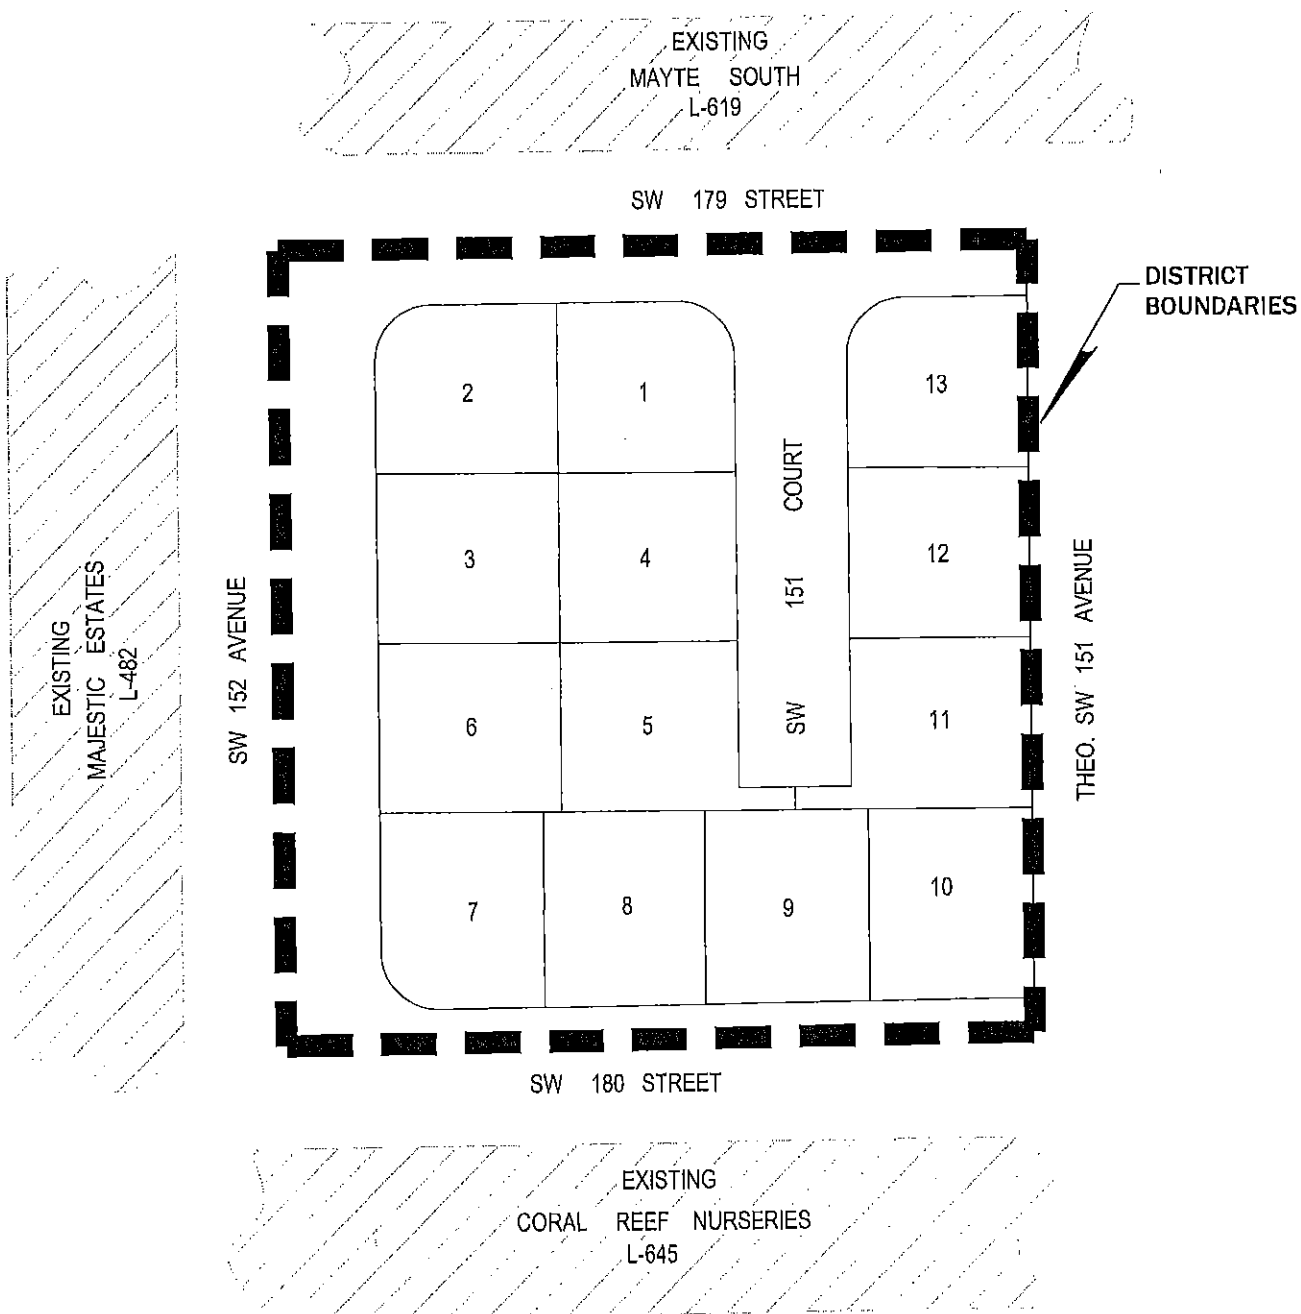 EXISTING
MAYTE SOUTH
L-619
SW 179 STREET
DISTRICT
BOUNDARIES
2
1
13
SW 151 COURT
3
4
12
EXISTING
MAJESTIC ESTATES
L-482
SW 152 AVENUE
THEO. SW 151 AVENUE
6
5
11
7
8
9
10
SW 180 STREET
EXISTING
CORAL REEF NURSERIES
L-645